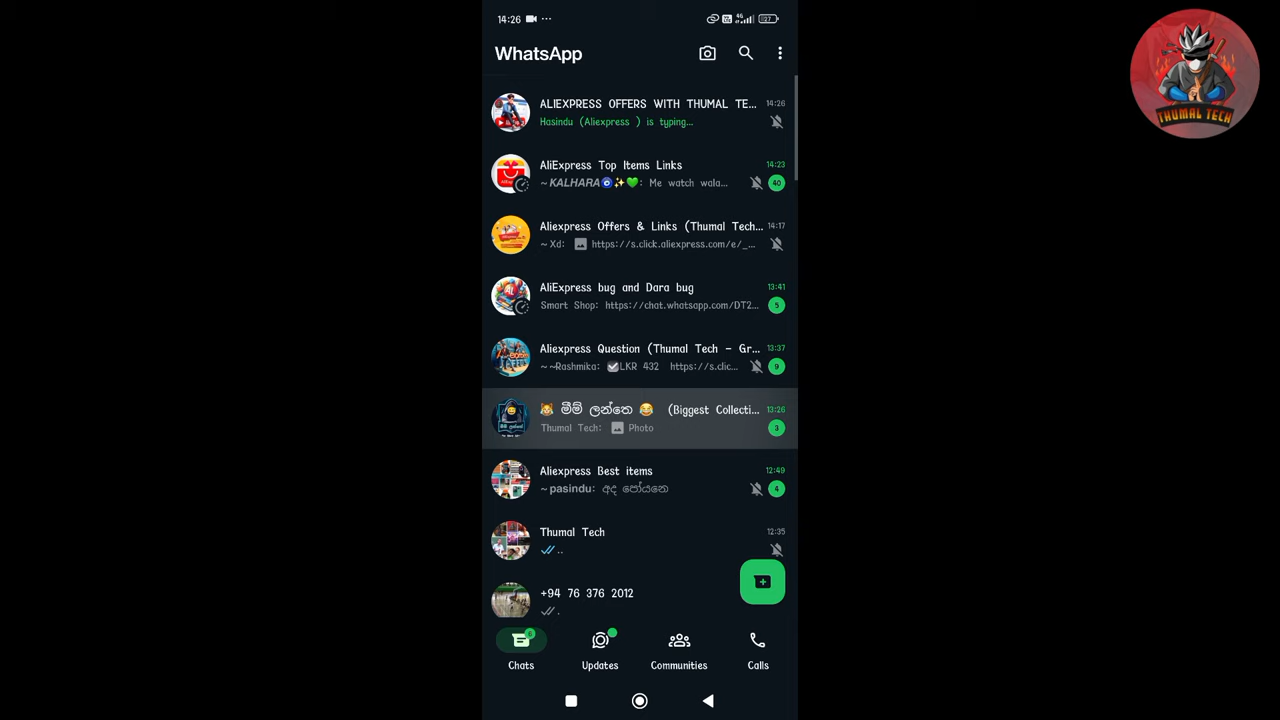 14:26 ...
4G 27
WhatsApp
ALIEXPRESS OFFERS WITH THUMAL TE... 14:26
Hasindu (Aliexpress ) is typing...
AliExpress Top Items Links 14:23
~KALHARA🧿✨💚: Me watch wala... 40
Aliexpress Offers & Links (Thumal Tech... 14:17
~Xd: https://s.click.aliexpress.com/e/_...
AliExpress bug and Dara bug 13:41
Smart Shop: https://chat.whatsapp.com/DT2... 5
Aliexpress Question (Thumal Tech - Gr... 13:37
~~Rashmika: ☑LKR 432 https://s.clic... 9
🐹 මීම් ලන්තෙ 😂 (Biggest Collecti... 13:26
Thumal Tech: Photo 3
Aliexpress Best items 12:49
~pasindu: අද පෝයනෙ 4
Thumal Tech 12:35
..
+94 76 376 2012
.
Chats Updates Communities Calls
THUMAL TECH